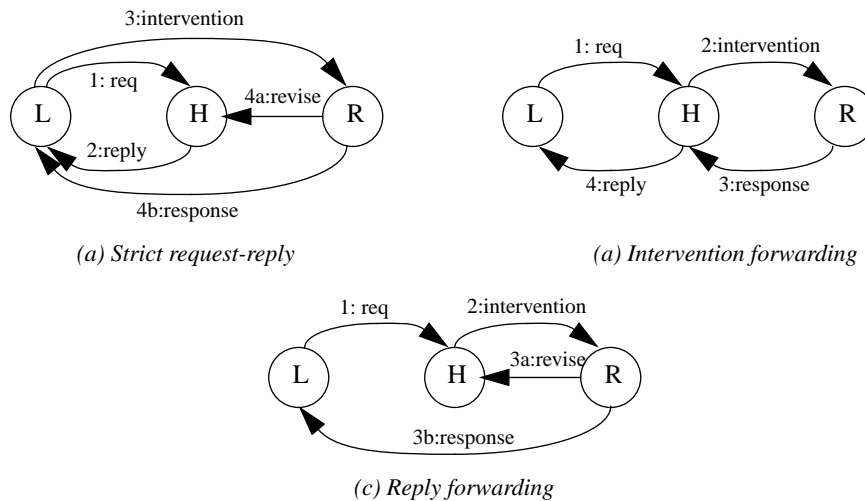 3:intervention
1: req
4a:revise
L
H
R
2:reply
4b:response
(a) Strict request-reply
1: req
2:intervention
L
H
R
4:reply
3:response
(a) Intervention forwarding
1: req
2:intervention
3a:revise
L
H
R
3b:response
(c) Reply forwarding